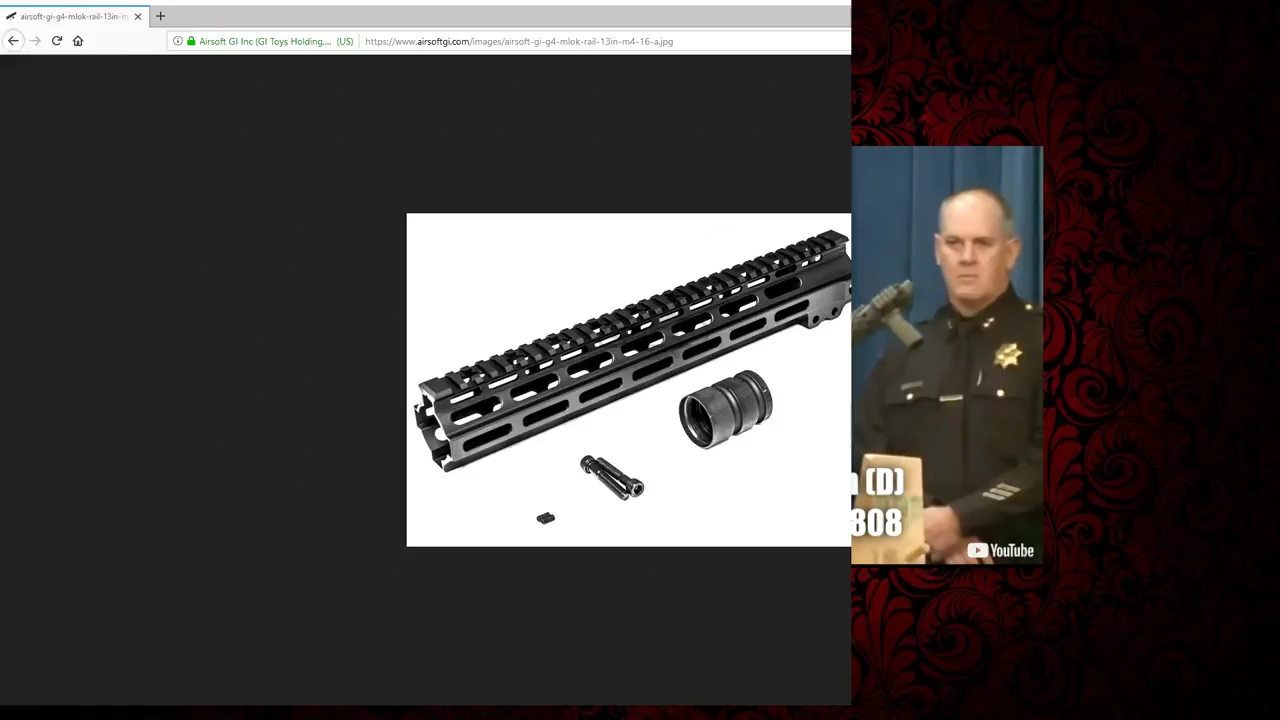 airsoft-gi-g4-mlok-rail-13in-m
Airsoft GI Inc (GI Toys Holding,... (US)
https://www.airsoftgi.com/images/airsoft-gi-g4-mlok-rail-13in-m4-16-a.jpg
(D)
808
YouTube